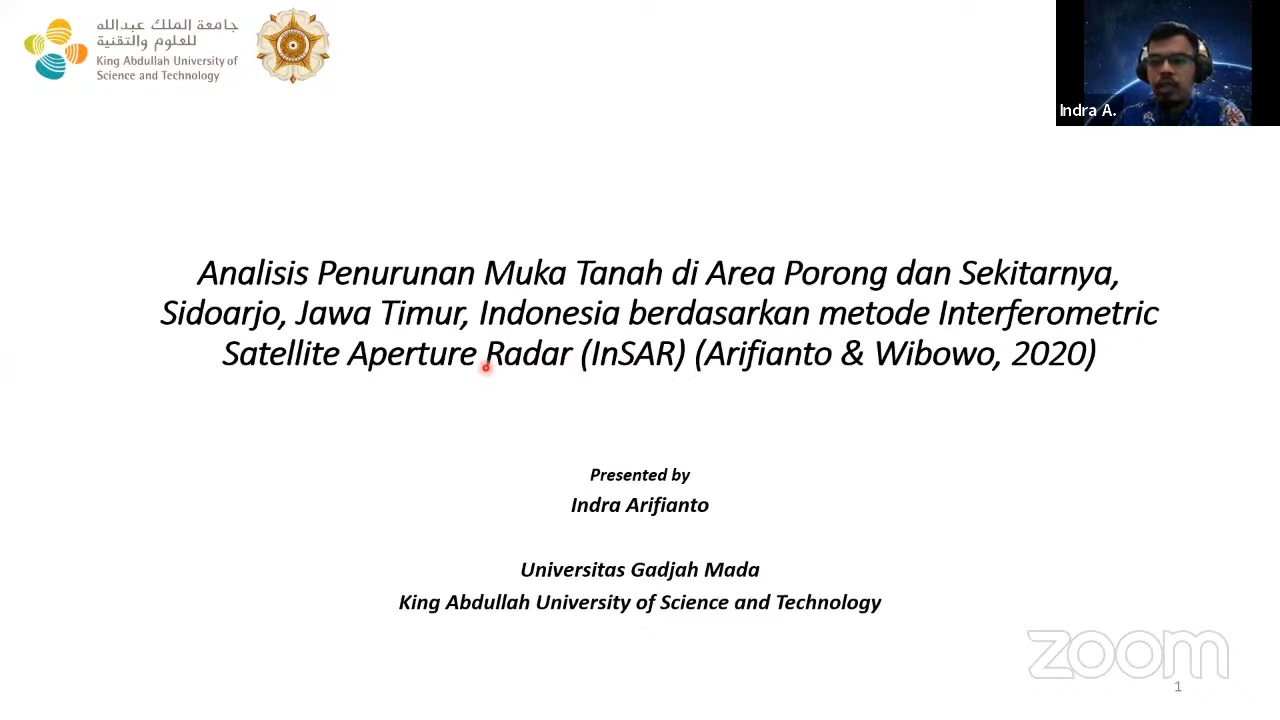 جامعة الملك عبدالله
للعلوم والتقنية
King Abdullah University of
Science and Technology
Indra A.
Analisis Penurunan Muka Tanah di Area Porong dan Sekitarnya,
Sidoarjo, Jawa Timur, Indonesia berdasarkan metode Interferometric
Satellite Aperture Radar (InSAR) (Arifianto & Wibowo, 2020)
Presented by
Indra Arifianto
Universitas Gadjah Mada
King Abdullah University of Science and Technology
zoom
1